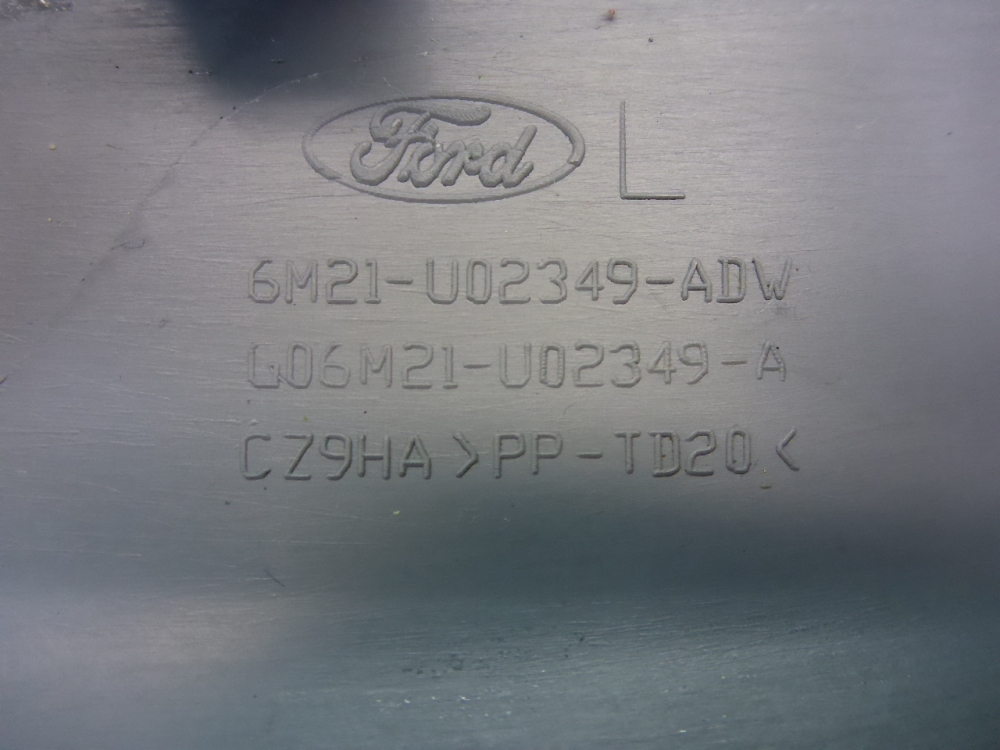 Ford L
6M21-U02349-ADW
G06M21-U02349-A
CZ9HA >PP-TD20<